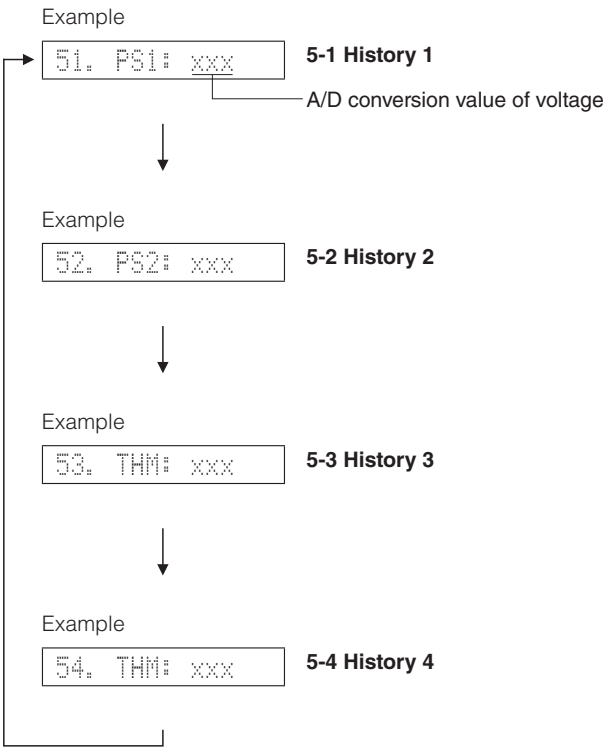 Example
51. PS1: xxx 5-1 History 1
A/D conversion value of voltage
Example
52. PS2: xxx 5-2 History 2
Example
53. THM: xxx 5-3 History 3
Example
54. THM: xxx 5-4 History 4